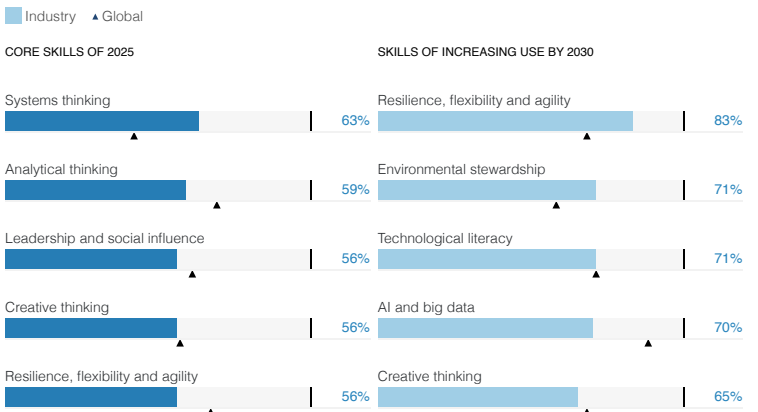 Industry Global
CORE SKILLS OF 2025
Systems thinking
63%
Analytical thinking
59%
Leadership and social influence
56%
Creative thinking
56%
Resilience, flexibility and agility
56%
SKILLS OF INCREASING USE BY 2030
Resilience, flexibility and agility
83%
Environmental stewardship
71%
Technological literacy
71%
AI and big data
70%
Creative thinking
65%